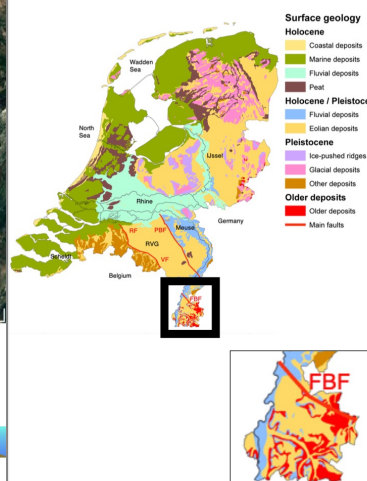 Surface geology
Holocene
Coastal deposits
Marine deposits
Fluvial deposits
Peat
Holocene / Pleistoce
Fluvial deposits
Eolian deposits
Pleistocene
Ice-pushed ridges
Glacial deposits
Other deposits
Older deposits
Older deposits
Main faults
Wadden
Sea
North
Sea
IJssel
Rhine
Germany
Meuse
RF
PBF
RVG
VF
Scheldt
Belgium
FBF
FBF